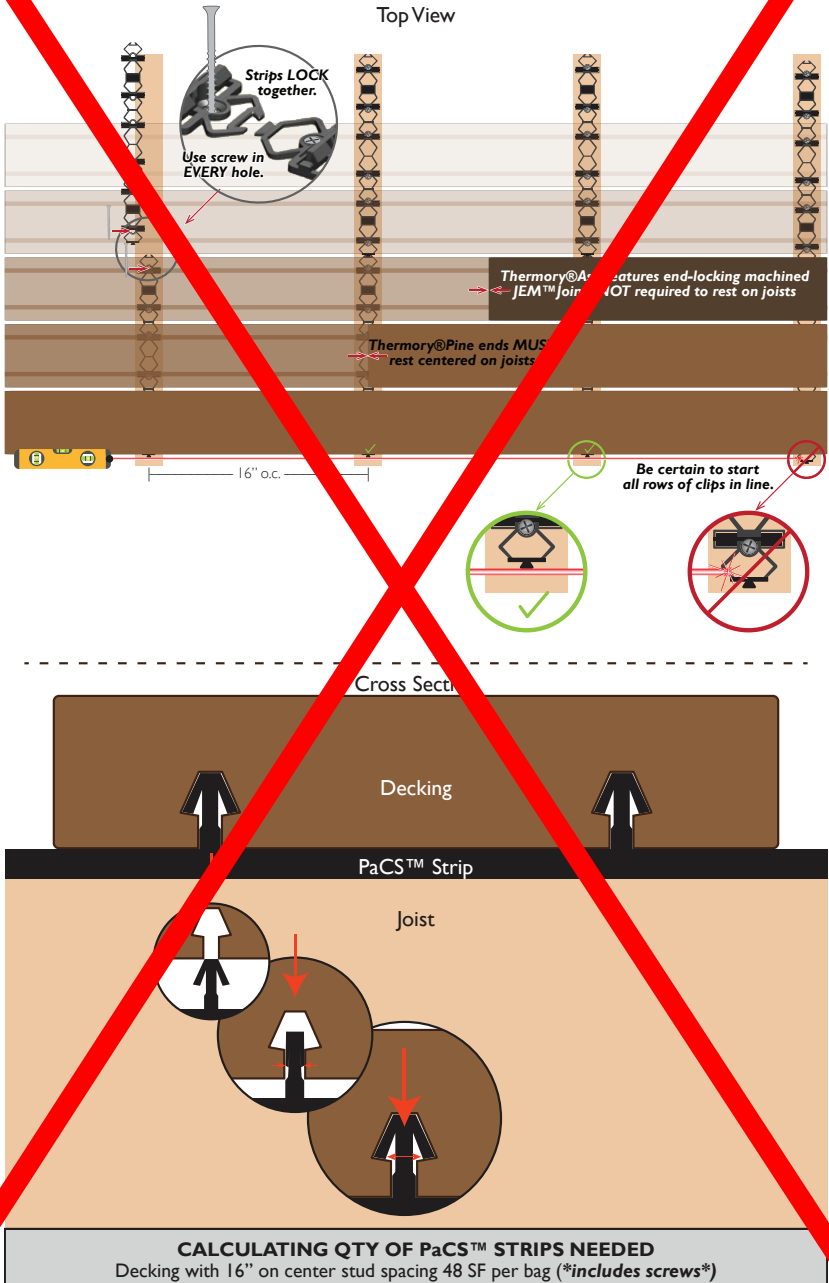 Top View
Strips LOCK
together.
Use screw in
EVERY hole.
Thermory® features end-locking machined
JEM™ NOT required to rest on joists
Thermory®Pine ends
rest centered on joists
16” o.c.
Be certain to start
all rows of clips in line.
Cross
Decking
PaCS™ Strip
Joist
CALCULATING QTY OF PaCS™ STRIPS NEEDED
Decking with 16” on center stud spacing 48 SF per bag (*includes screws*)